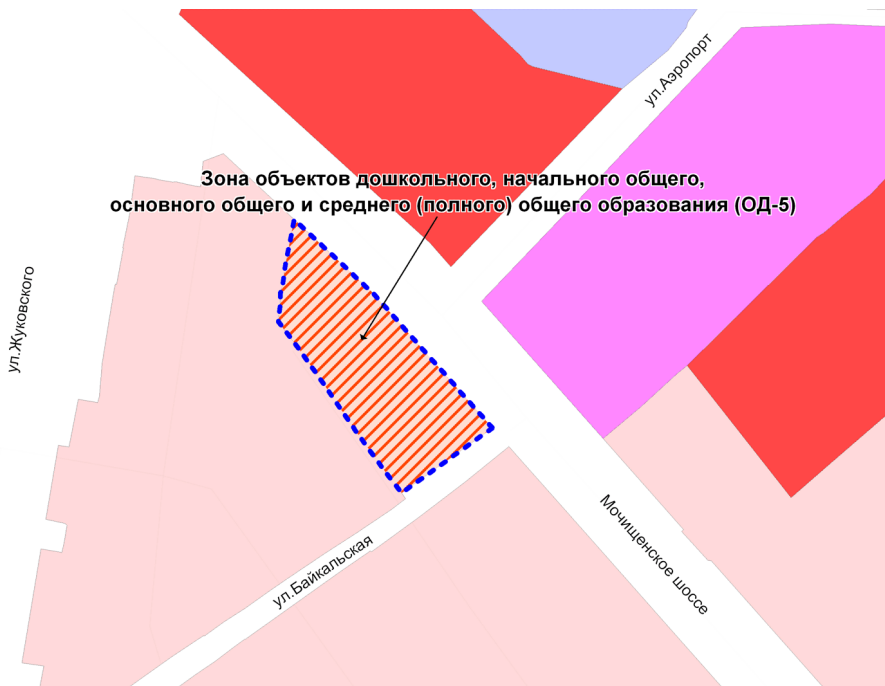 ул.Аэропорт
Зона объектов дошкольного, начального общего,
основного общего и среднего (полного) общего образования (ОД-5)
ул.Жуковского
ул.Байкальская
Мочищенское шоссе